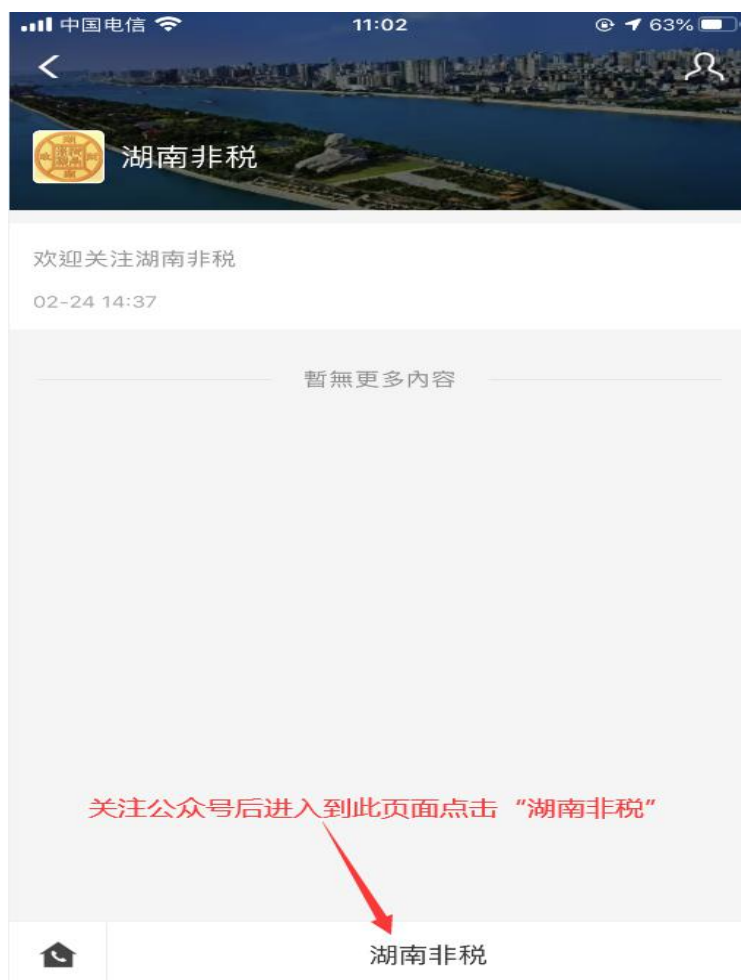 中国电信
11:02
63%
湖南非税
欢迎关注湖南非税
02-24 14:37
暫無更多內容
关注公众号后进入到此页面点击“湖南非税”
湖南非税